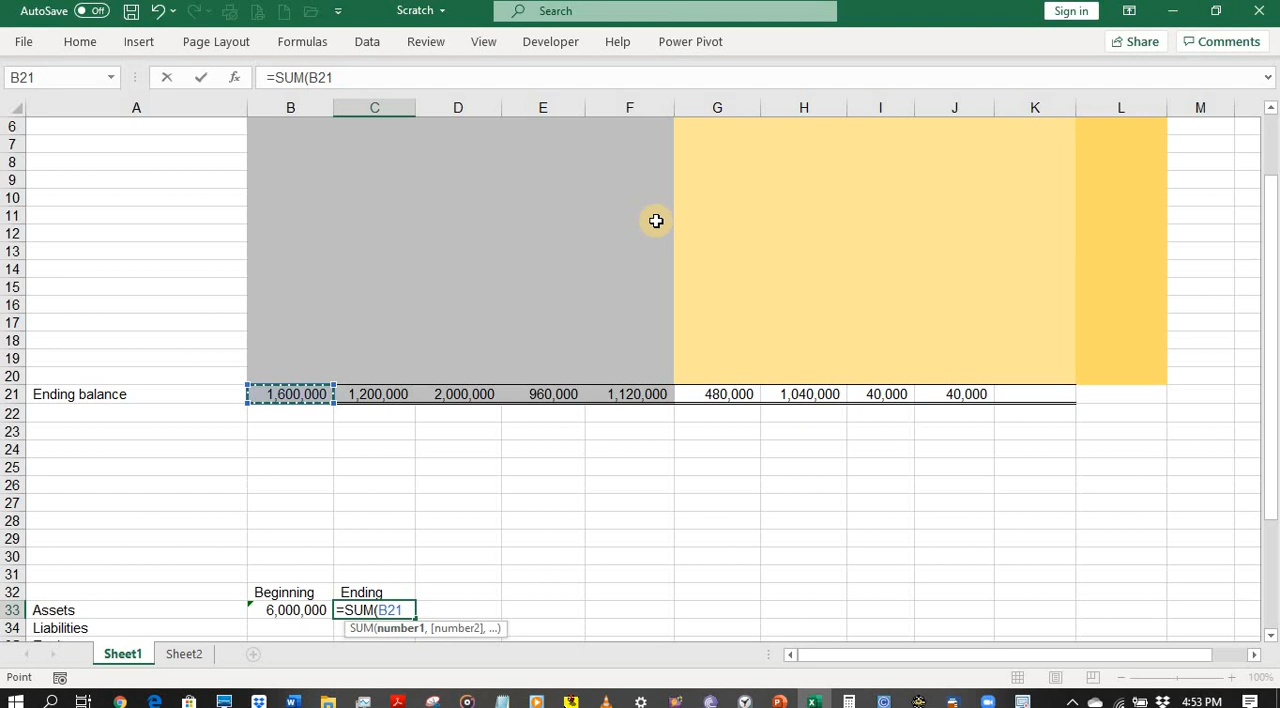 AutoSave Off Scratch Search Sign in
File Home Insert Page Layout Formulas Data Review View Developer Help Power Pivot Share Comments
B21 fx =SUM(B21
A B C D E F G H I J K L M
6
7
8
9
10
11
12
13
14
15
16
17
18
19
20
21 Ending balance 1,600,000 1,200,000 2,000,000 960,000 1,120,000 480,000 1,040,000 40,000 40,000
22
23
24
25
26
27
28
29
30
31
32 Beginning Ending
33 Assets 6,000,000 =SUM(B21
34 Liabilities SUM(number1, [number2], ...)
Sheet1 Sheet2
Point 100%
4:53 PM